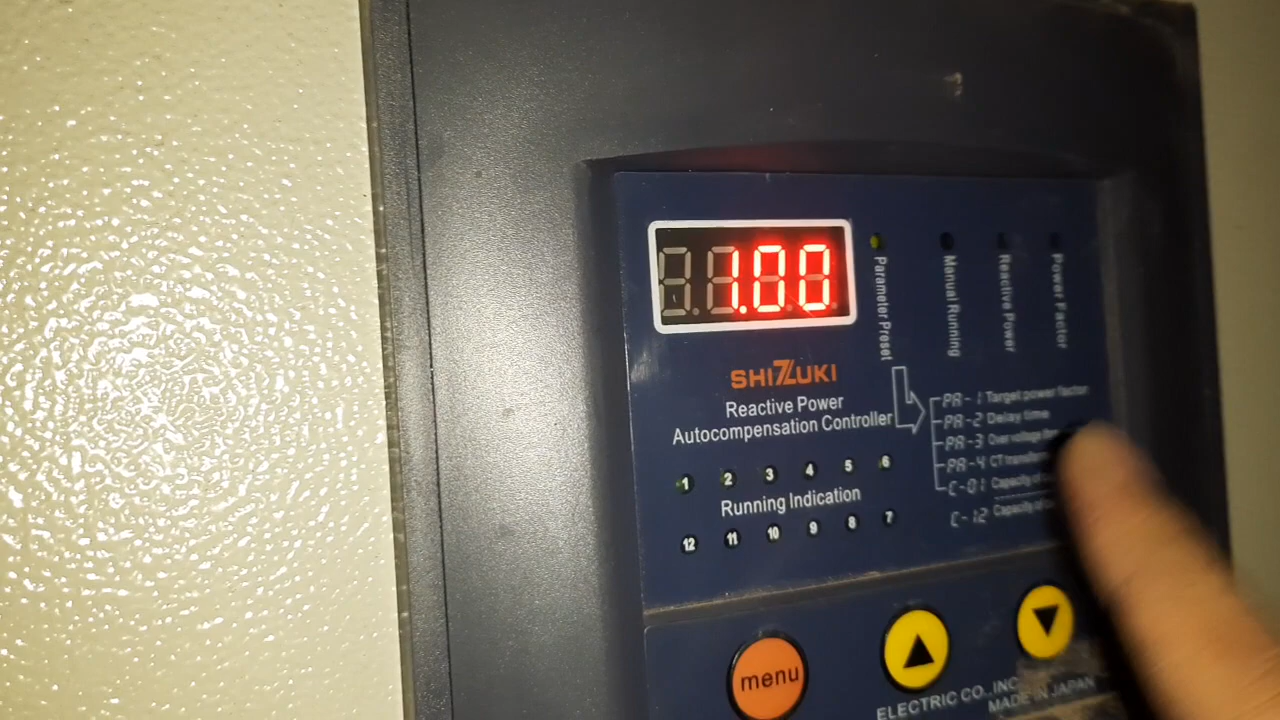 1.00
Parameter Preset
Manual Running
Reactive Power
Power Factor
SHIZUKI
Reactive Power
Autocompensation Controller
PA-1 Target power factor
PA-2 Delay time
PA-3 Over voltage
PA-4 CT
C-01 Capacity of
C-12 Capacity of
1 2 3 4 5 6
Running Indication
12 11 10 9 8 7
menu
ELECTRIC CO., INC
MADE IN JAPAN